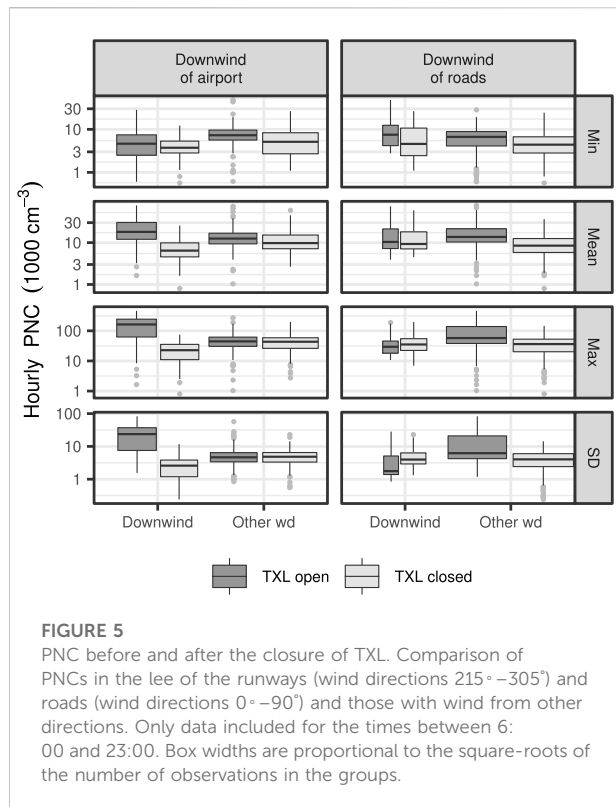 Downwind
of airport
Downwind
of roads
Hourly PNC (1000 cm⁻³)
30
10
3
1
Min
30
10
3
1
Mean
100
10
1
Max
100
10
1
SD
Downwind
Other wd
Downwind
Other wd
TXL open
TXL closed
FIGURE 5
PNC before and after the closure of TXL. Comparison of
PNCs in the lee of the runways (wind directions 215°–305°) and
roads (wind directions 0°–90°) and those with wind from other
directions. Only data included for the times between 6:
00 and 23:00. Box widths are proportional to the square-roots of
the number of observations in the groups.